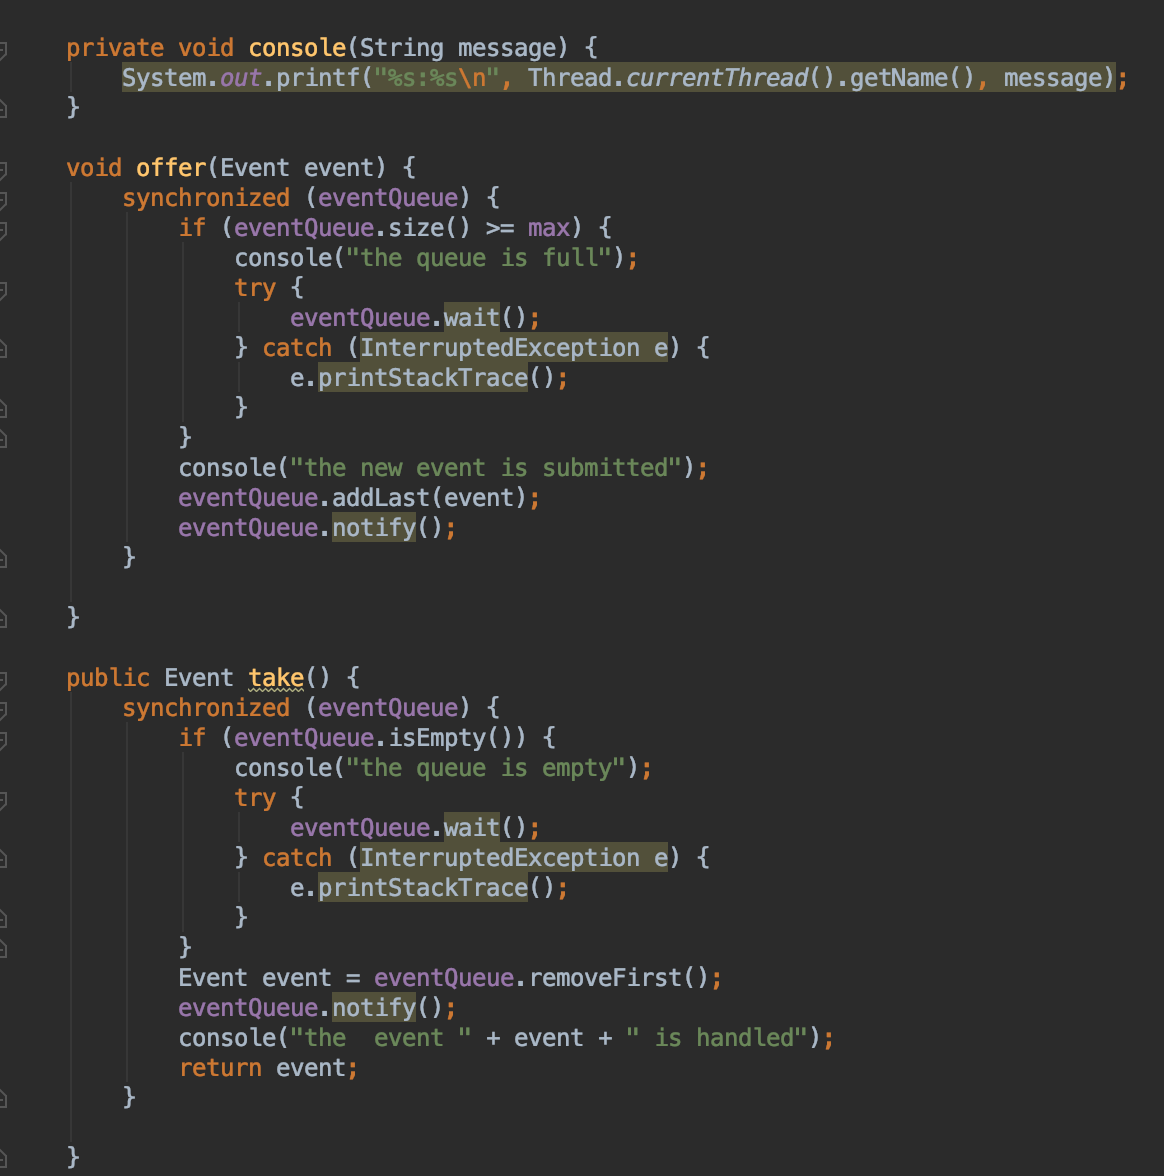 private void console(String message) {
    System.out.printf("%s:%s\n", Thread.currentThread().getName(), message);
}
void offer(Event event) {
    synchronized (eventQueue) {
        if (eventQueue.size() >= max) {
            console("the queue is full");
            try {
                eventQueue.wait();
            } catch (InterruptedException e) {
                e.printStackTrace();
            }
        }
        console("the new event is submitted");
        eventQueue.addLast(event);
        eventQueue.notify();
    }
}
public Event take() {
    synchronized (eventQueue) {
        if (eventQueue.isEmpty()) {
            console("the queue is empty");
            try {
                eventQueue.wait();
            } catch (InterruptedException e) {
                e.printStackTrace();
            }
        }
        Event event = eventQueue.removeFirst();
        eventQueue.notify();
        console("the  event " + event + " is handled");
        return event;
    }
}